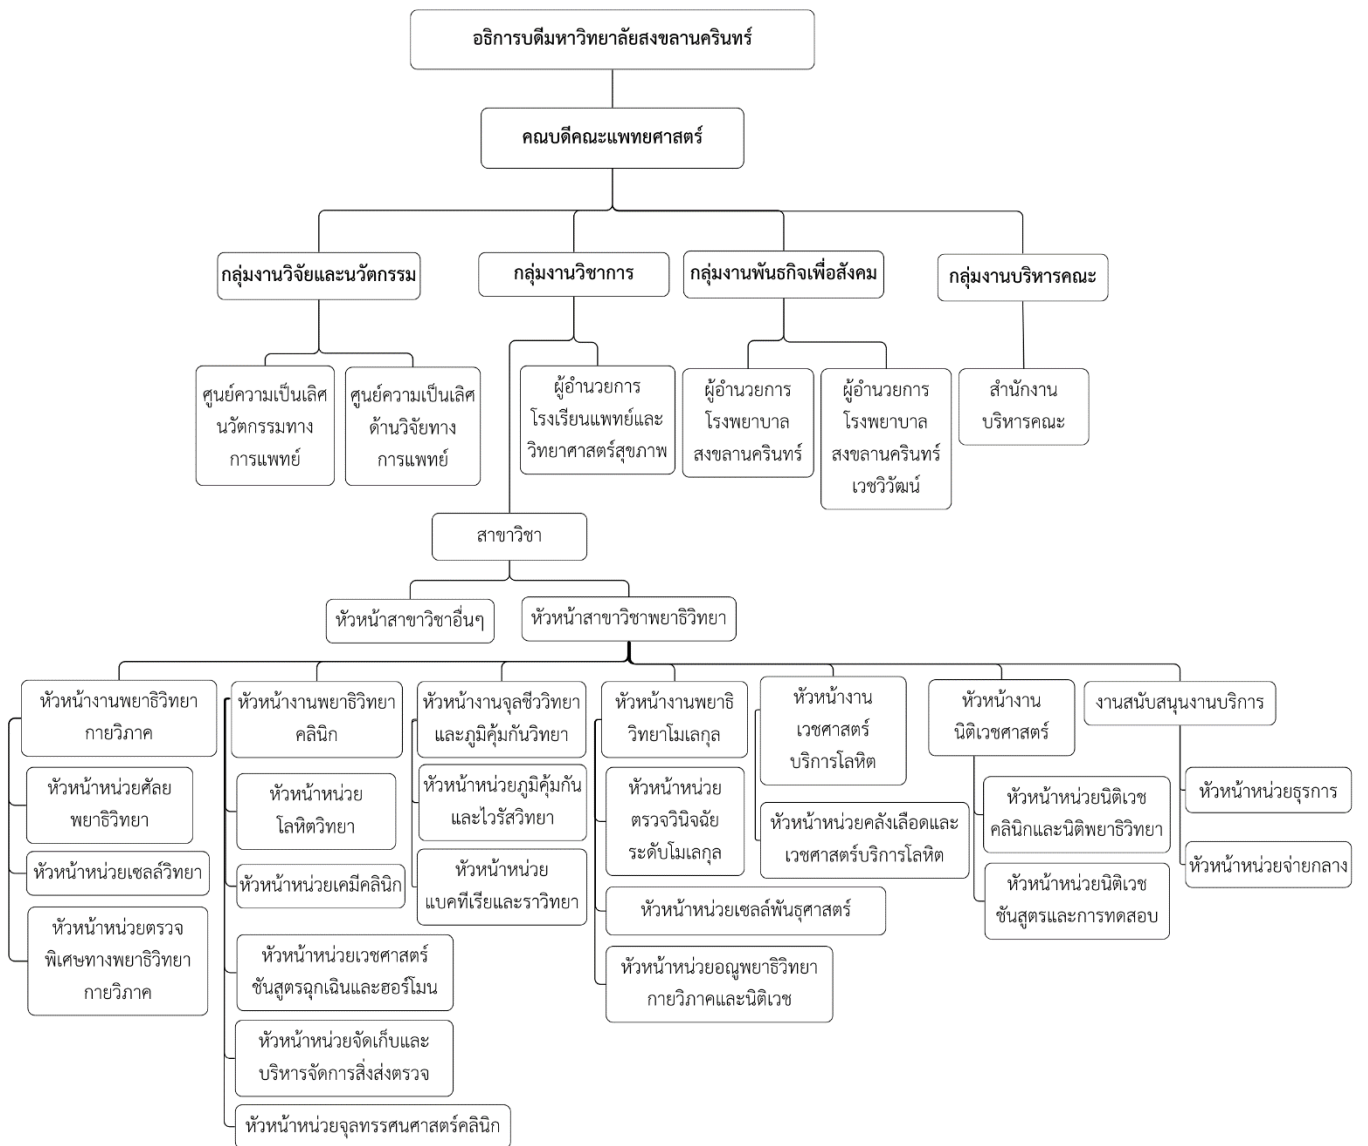 อธิการบดีมหาวิทยาลัยสงขลานครินทร์
คณบดีคณะแพทยศาสตร์
กลุ่มงานวิจัยและนวัตกรรม
กลุ่มงานวิชาการ
กลุ่มงานพันธกิจเพื่อสังคม
กลุ่มงานบริหารคณะ
ศูนย์ความเป็นเลิศ
นวัตกรรมทาง
การแพทย์
ศูนย์ความเป็นเลิศ
ด้านวิจัยทาง
การแพทย์
ผู้อำนวยการ
โรงเรียนแพทย์และ
วิทยาศาสตร์สุขภาพ
ผู้อำนวยการ
โรงพยาบาล
สงขลานครินทร์
ผู้อำนวยการ
โรงพยาบาล
สงขลานครินทร์
เวชวิวัฒน์
สำนักงาน
บริหารคณะ
สาขาวิชา
หัวหน้าสาขาวิชาอื่นๆ
หัวหน้าสาขาวิชาพยาธิวิทยา
หัวหน้างานพยาธิวิทยา
กายวิภาค
หัวหน้าหน่วยศัลย
พยาธิวิทยา
หัวหน้าหน่วยเซลล์วิทยา
หัวหน้าหน่วยตรวจ
พิเศษทางพยาธิวิทยา
กายวิภาค
หัวหน้างานพยาธิวิทยา
คลินิก
หัวหน้าหน่วย
โลหิตวิทยา
หัวหน้าหน่วยเคมีคลินิก
หัวหน้าหน่วยเวชศาสตร์
ชันสูตรฉุกเฉินและฮอร์โมน
หัวหน้าหน่วยจัดเก็บและ
บริหารจัดการสิ่งส่งตรวจ
หัวหน้าหน่วยจุลทรรศนศาสตร์คลินิก
หัวหน้างานจุลชีววิทยา
และภูมิคุ้มกันวิทยา
หัวหน้าหน่วยภูมิคุ้มกัน
และไวรัสวิทยา
หัวหน้าหน่วย
แบคทีเรียและราวิทยา
หัวหน้างานพยาธิ
วิทยาโมเลกุล
หัวหน้าหน่วย
ตรวจวินิจฉัย
ระดับโมเลกุล
หัวหน้าหน่วยเซลล์พันธุศาสตร์
หัวหน้าหน่วยอณูพยาธิวิทยา
กายวิภาคและนิติเวช
หัวหน้างาน
เวชศาสตร์
บริการโลหิต
หัวหน้าหน่วยคลังเลือดและ
เวชศาสตร์บริการโลหิต
หัวหน้างาน
นิติเวชศาสตร์
หัวหน้าหน่วยนิติเวช
คลินิกและนิติพยาธิวิทยา
หัวหน้าหน่วยนิติเวช
ชันสูตรและการทดสอบ
งานสนับสนุนงานบริการ
หัวหน้าหน่วยธุรการ
หัวหน้าหน่วยจ่ายกลาง